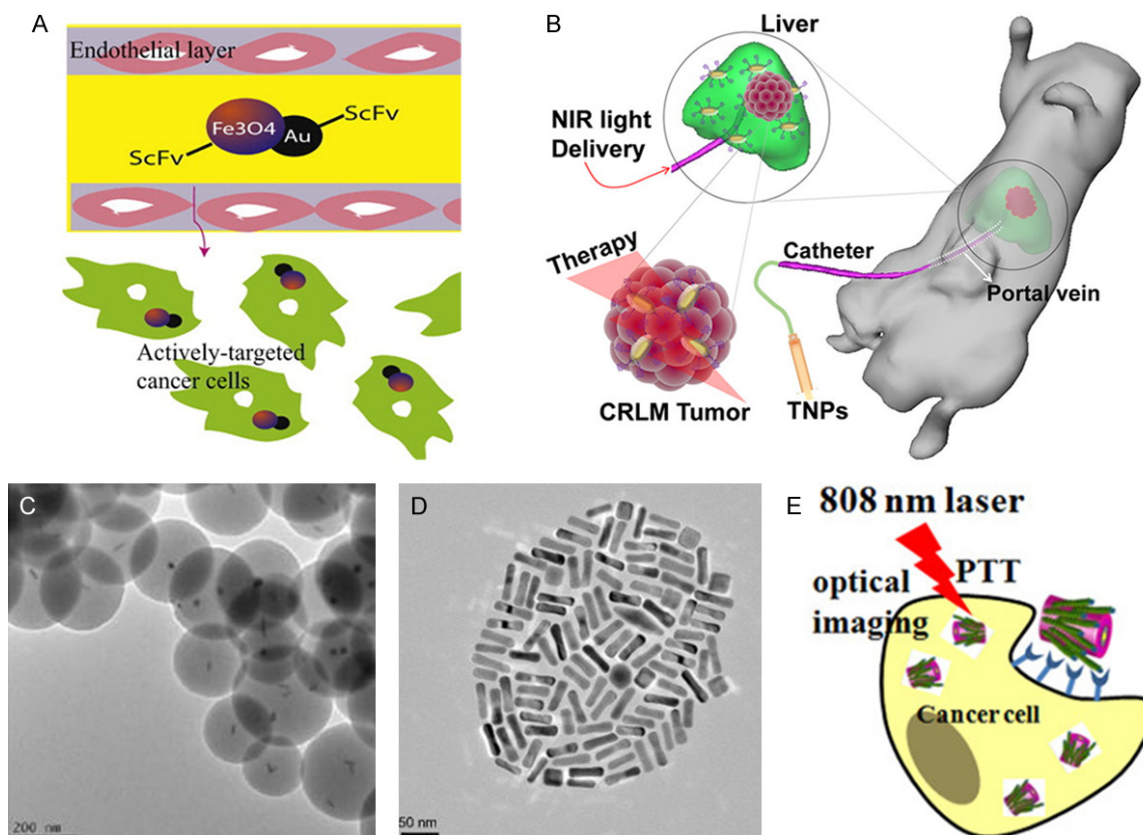 A
Endothelial layer
ScFv
Fe3O4
Au
ScFv
Actively-targeted
cancer cells
B
Liver
NIR light
Delivery
Therapy
Catheter
Portal vein
CRLM Tumor
TNPs
C
200 nm
D
50 nm
E
808 nm laser
PTT
optical
imaging
Cancer cell